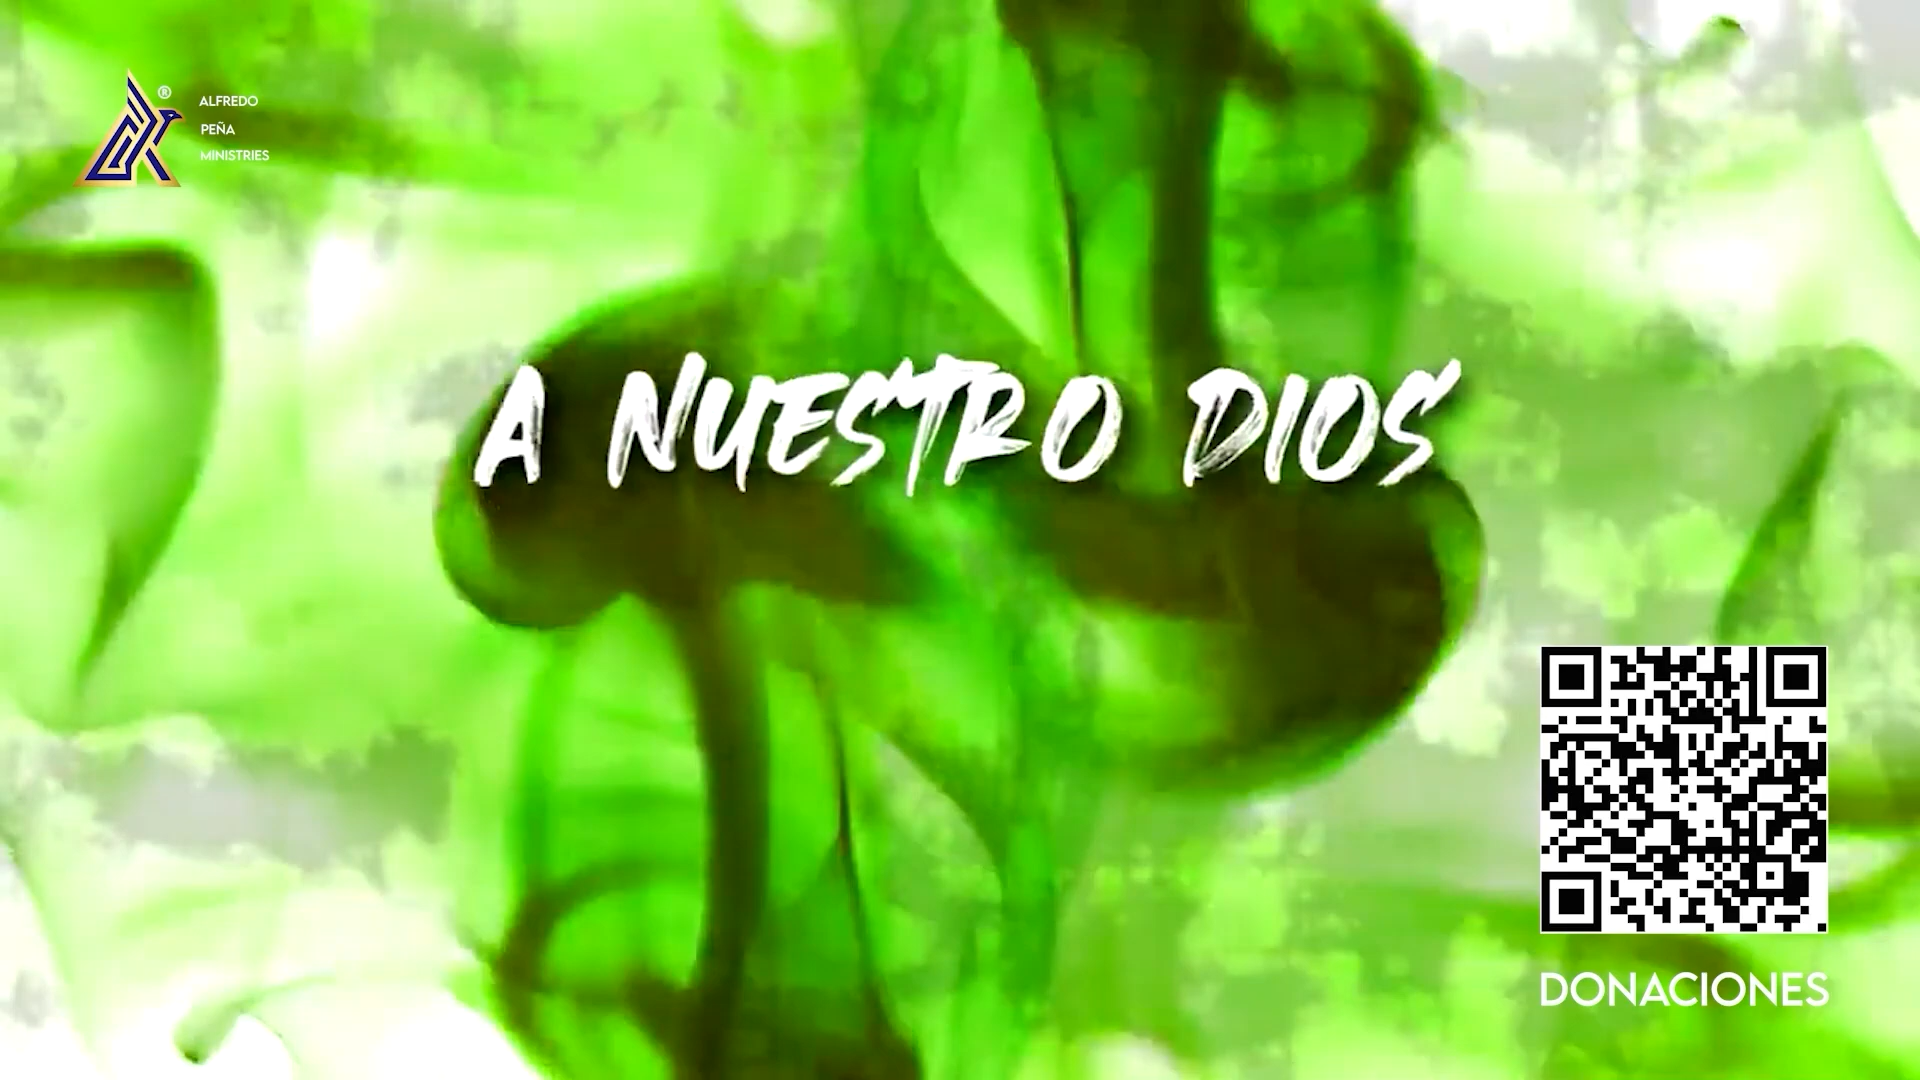 ®
ALFREDO
PEÑA
MINISTRIES
A NUESTRO DIOS
DONACIONES